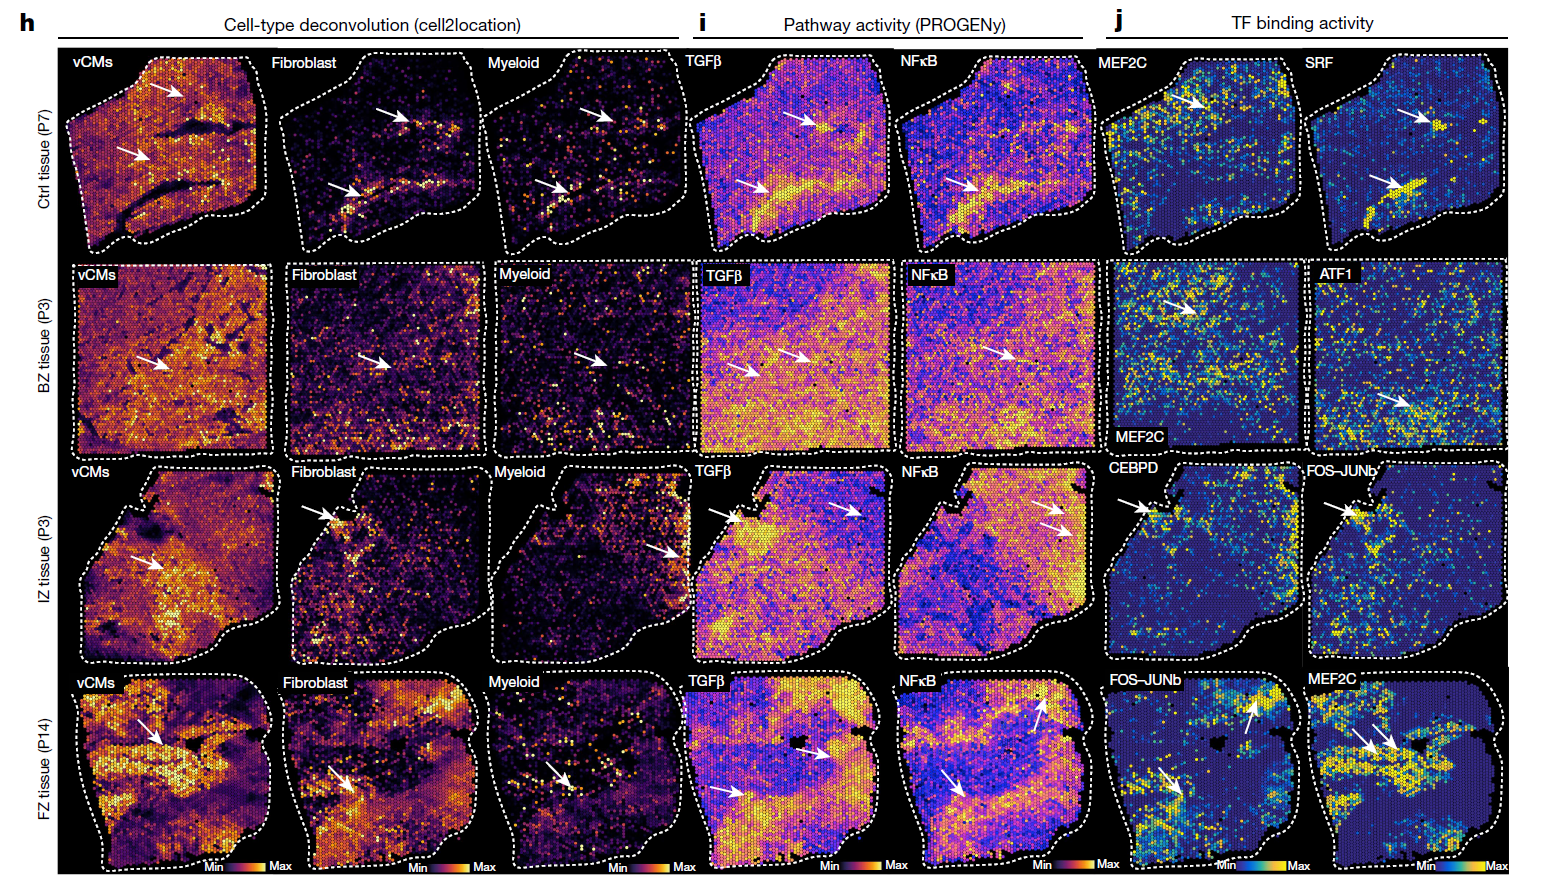 h Cell-type deconvolution (cell2location) i Pathway activity (PROGENy) j TF binding activity
Ctrl tissue (P7)
vCMs Fibroblast Myeloid TGFβ NFκB MEF2C SRF
BZ tissue (P3)
vCMs Fibroblast Myeloid TGFβ NFκB MEF2C ATF1
IZ tissue (P3)
vCMs Fibroblast Myeloid TGFβ NFκB CEBPD FOS–JUNb
FZ tissue (P14)
vCMs Fibroblast Myeloid TGFβ NFκB FOS–JUNb MEF2C
Min Max Min Max Min Max Min Max Min Max Min Max Min Max